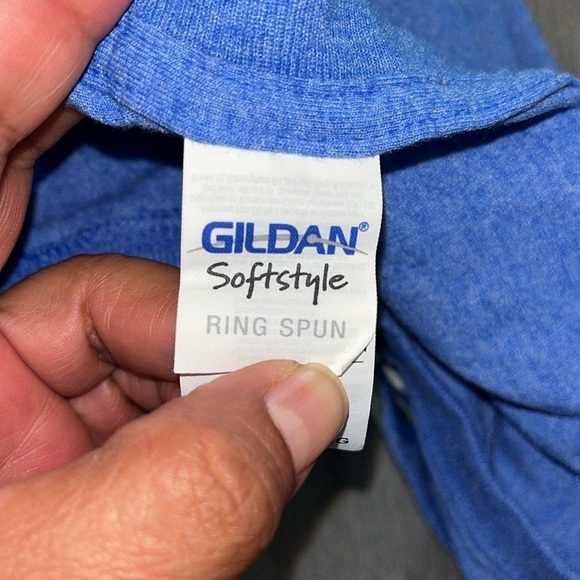 GILDAN®
Softstyle
RING SPUN
G